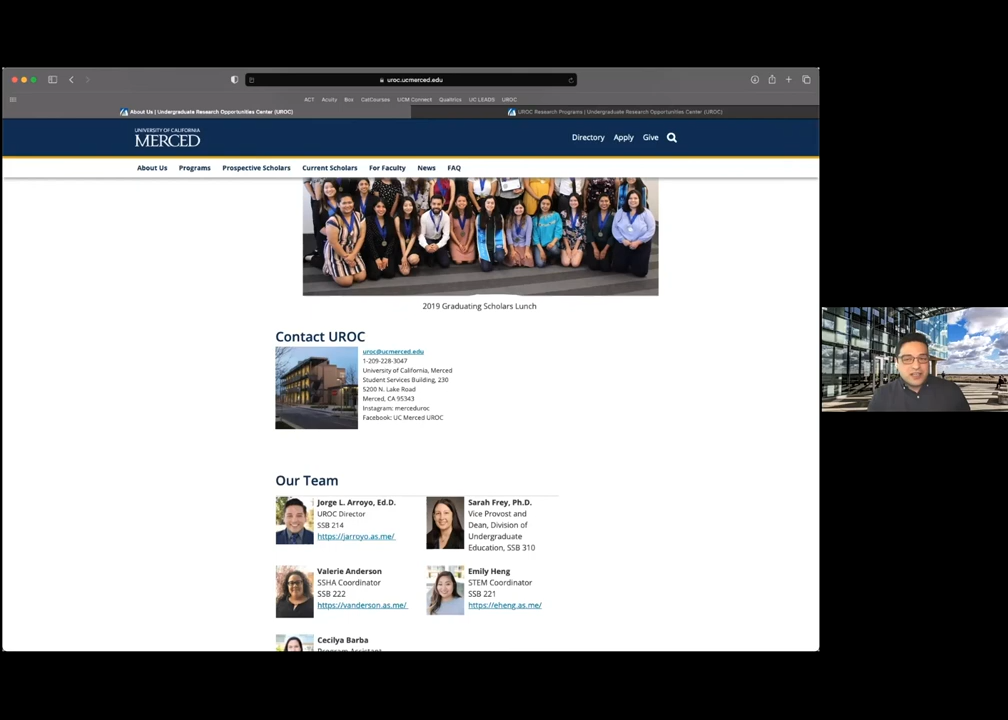 uroc.ucmerced.edu
ACT Acuity Box CatCourses UCM Connect Qualtrics UC LEADS UROC
About Us | Undergraduate Research Opportunities Center (UROC)
UROC Research Programs | Undergraduate Research Opportunities Center (UROC)
UNIVERSITY OF CALIFORNIA
MERCED
Directory Apply Give
About Us Programs Prospective Scholars Current Scholars For Faculty News FAQ
2019 Graduating Scholars Lunch
Contact UROC
uroc@ucmerced.edu
1-209-228-3047
University of California, Merced
Student Services Building, 230
5200 N. Lake Road
Merced, CA 95343
Instagram: merceduroc
Facebook: UC Merced UROC
Our Team
Jorge L. Arroyo, Ed.D.
UROC Director
SSB 214
https://jarroyo.as.me/
Sarah Frey, Ph.D.
Vice Provost and
Dean, Division of
Undergraduate
Education, SSB 310
Valerie Anderson
SSHA Coordinator
SSB 222
https://vanderson.as.me/
Emily Heng
STEM Coordinator
SSB 221
https://eheng.as.me/
Cecilya Barba
Program Assistant